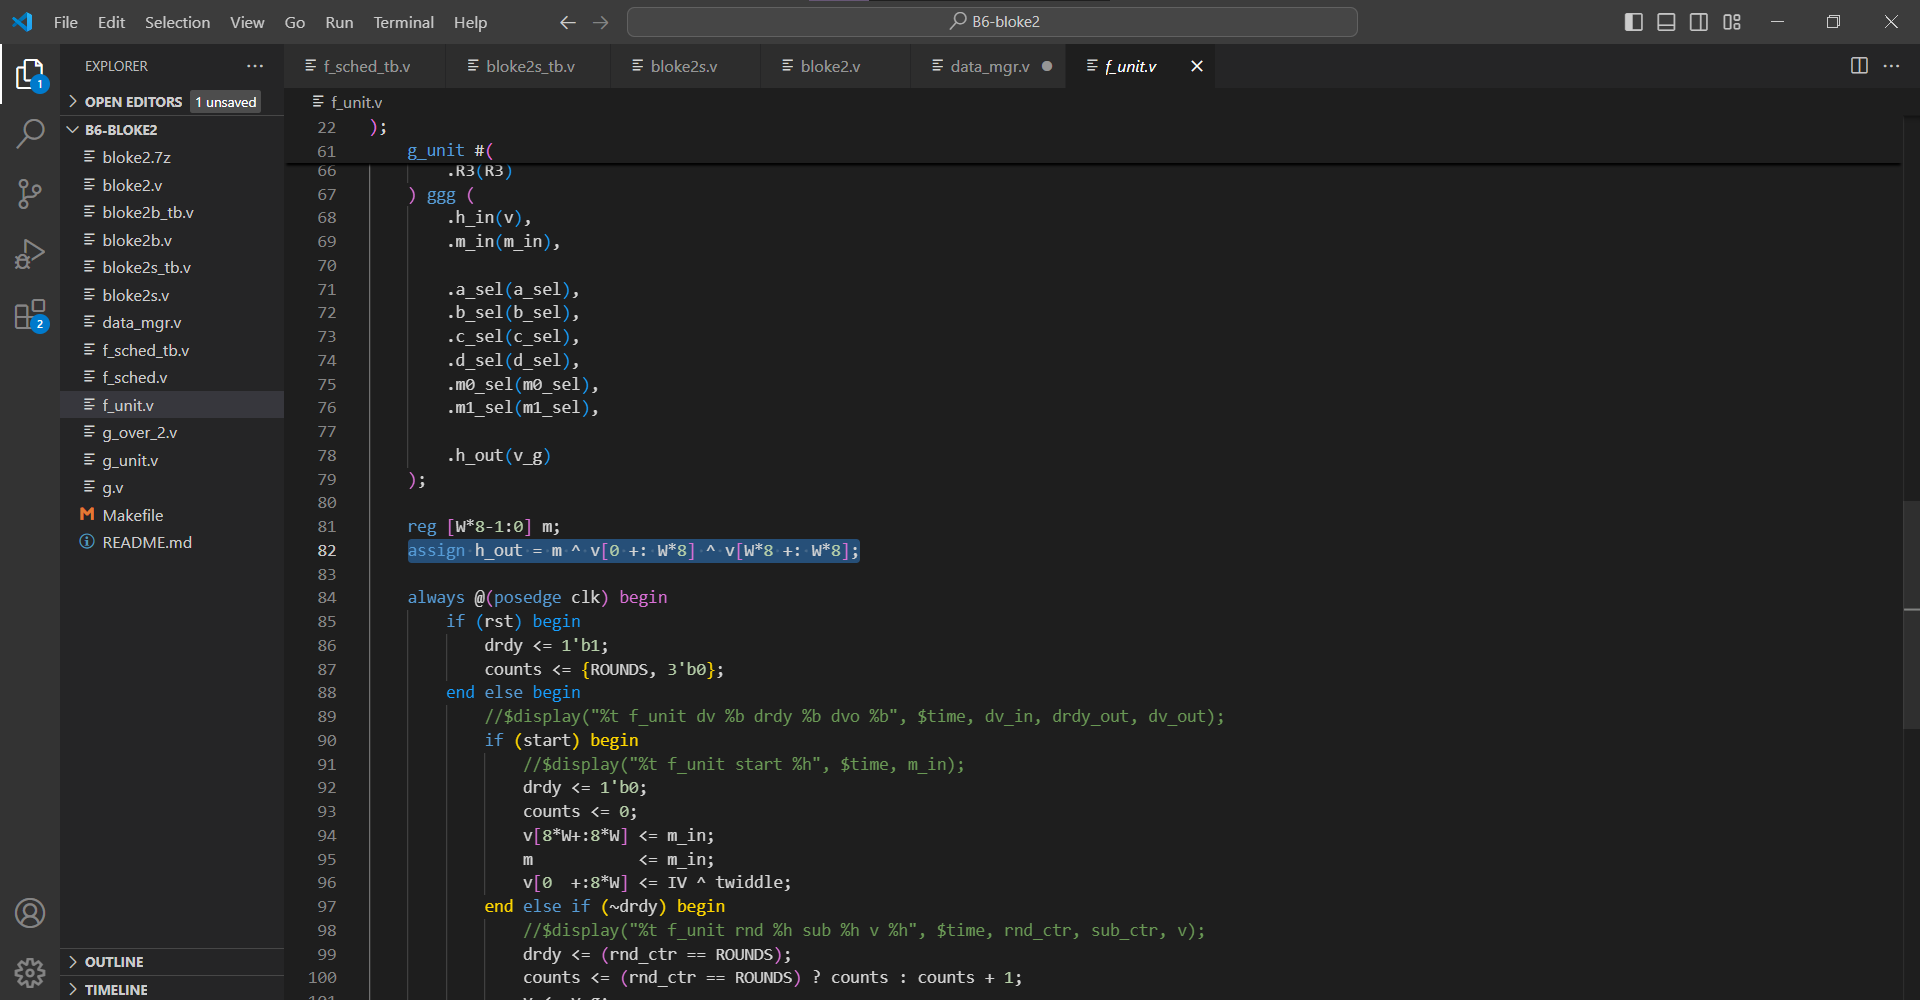 File Edit Selection View Go Run Terminal Help
B6-bloke2
EXPLORER
OPEN EDITORS 1 unsaved
B6-BLOKE2
bloke2.7z
bloke2.v
bloke2b_tb.v
bloke2b.v
bloke2s_tb.v
bloke2s.v
data_mgr.v
f_sched_tb.v
f_sched.v
f_unit.v
g_over_2.v
g_unit.v
g.v
Makefile
README.md
OUTLINE
TIMELINE
1
2
f_sched_tb.v bloke2s_tb.v bloke2s.v bloke2.v data_mgr.v f_unit.v
f_unit.v
22 );
61 g_unit #(
66 .R3(R3)
67 ) ggg (
68 .h_in(v),
69 .m_in(m_in),
70
71 .a_sel(a_sel),
72 .b_sel(b_sel),
73 .c_sel(c_sel),
74 .d_sel(d_sel),
75 .m0_sel(m0_sel),
76 .m1_sel(m1_sel),
77
78 .h_out(v_g)
79 );
80
81 reg [W*8-1:0] m;
82 assign h_out = m ^ v[0 +: W*8] ^ v[W*8 +: W*8];
83
84 always @(posedge clk) begin
85 if (rst) begin
86 drdy <= 1'b1;
87 counts <= {ROUNDS, 3'b0};
88 end else begin
89 //$display("%t f_unit dv %b drdy %b dvo %b", $time, dv_in, drdy_out, dv_out);
90 if (start) begin
91 //$display("%t f_unit start %h", $time, m_in);
92 drdy <= 1'b0;
93 counts <= 0;
94 v[8*W+:8*W] <= m_in;
95 m <= m_in;
96 v[0 +:8*W] <= IV ^ twiddle;
97 end else if (~drdy) begin
98 //$display("%t f_unit rnd %h sub %h v %h", $time, rnd_ctr, sub_ctr, v);
99 drdy <= (rnd_ctr == ROUNDS);
100 counts <= (rnd_ctr == ROUNDS) ? counts : counts + 1;